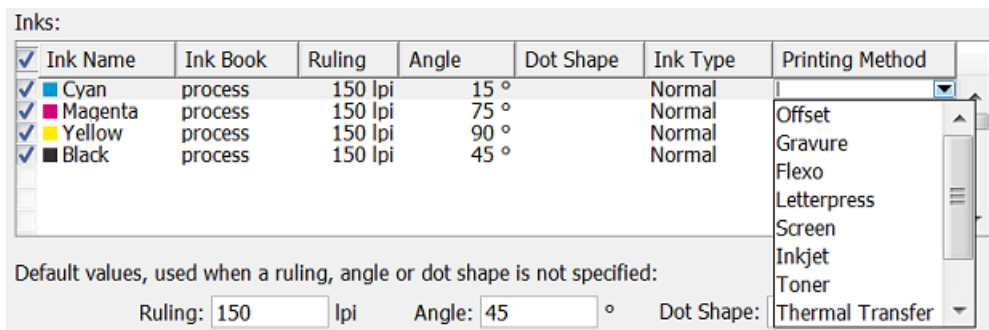 Inks:
Ink Name Ink Book Ruling Angle Dot Shape Ink Type Printing Method
Cyan process 150 lpi 15 ° Normal
Magenta process 150 lpi 75 ° Normal
Yellow process 150 lpi 90 ° Normal
Black process 150 lpi 45 ° Normal
Offset
Gravure
Flexo
Letterpress
Screen
Inkjet
Toner
Thermal Transfer
Default values, used when a ruling, angle or dot shape is not specified:
Ruling: 150 lpi Angle: 45 ° Dot Shape: